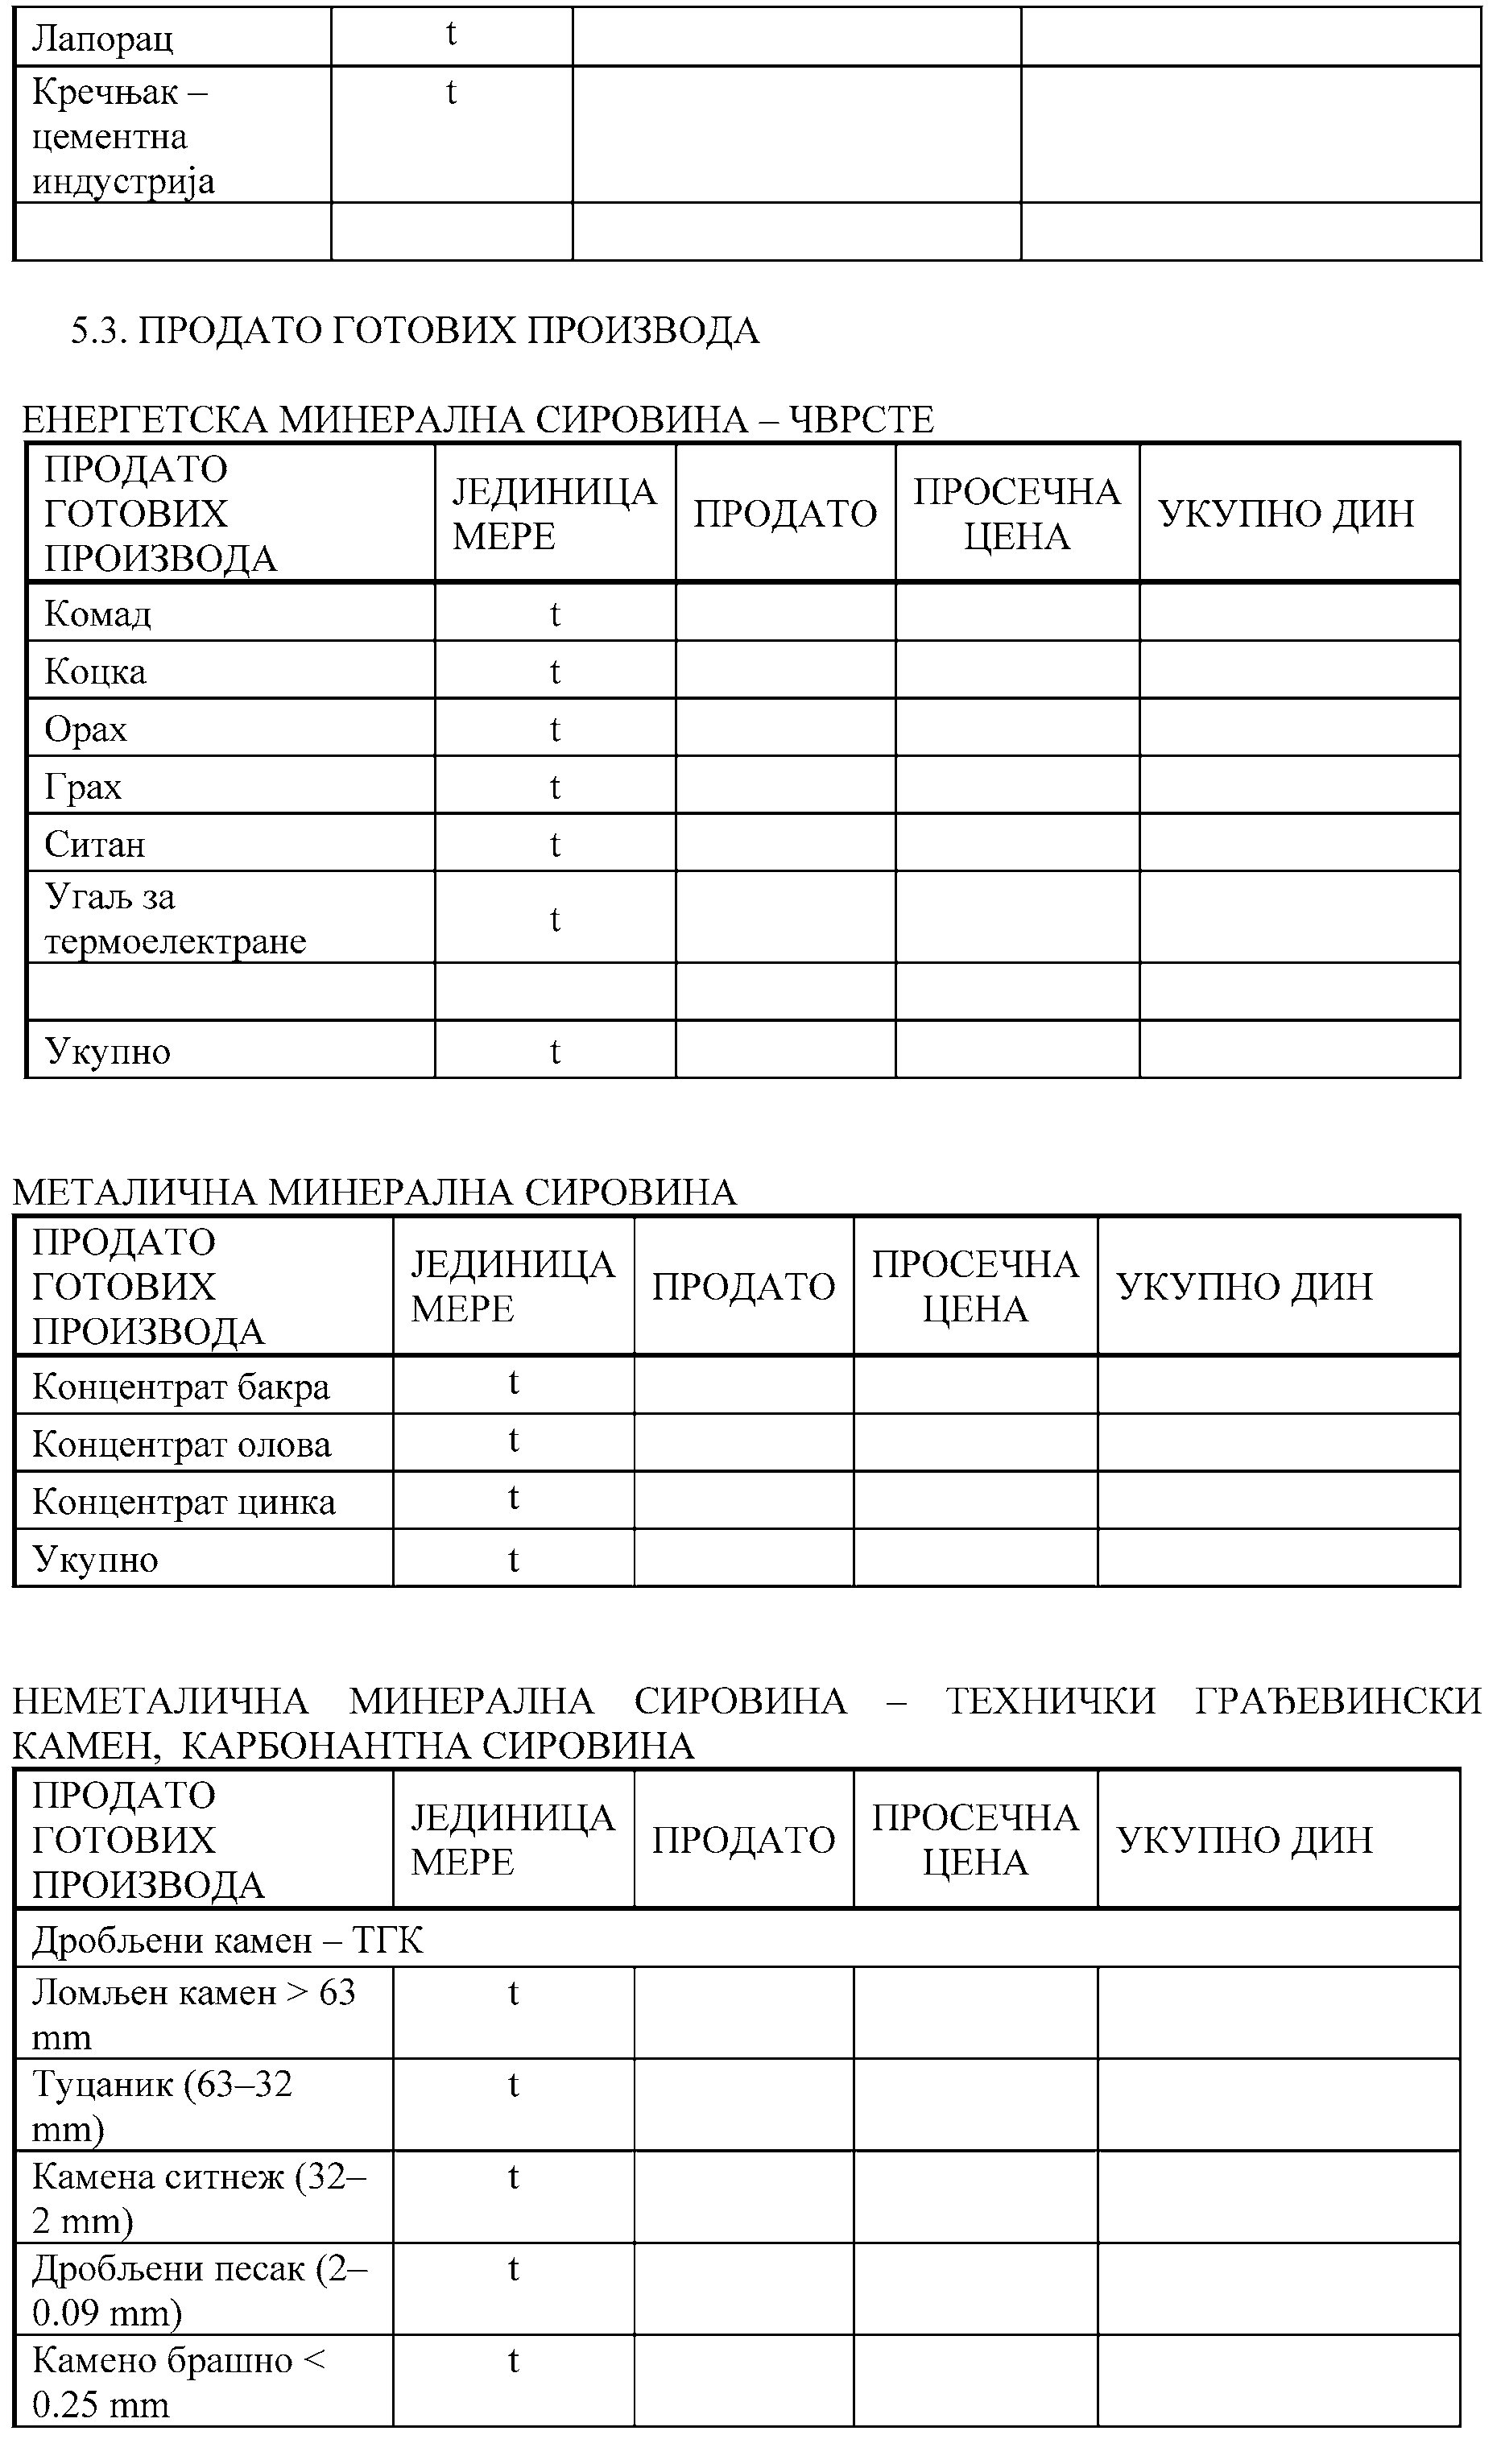 Лапорац t
Кречњак – t
цементна
индустрија
5.3. ПРОДАТО ГОТОВИХ ПРОИЗВОДА
ЕНЕРГЕТСКА МИНЕРАЛНА СИРОВИНА – ЧВРСТЕ
ПРОДАТО
ГОТОВИХ
ПРОИЗВОДА
ЈЕДИНИЦА
МЕРЕ
ПРОДАТО
ПРОСЕЧНА
ЦЕНА
УКУПНО ДИН
Комад t
Коцка t
Орах t
Грах t
Ситан t
Угаљ за
термоелектране
t
Укупно t
МЕТАЛИЧНА МИНЕРАЛНА СИРОВИНА
ПРОДАТО
ГОТОВИХ
ПРОИЗВОДА
ЈЕДИНИЦА
МЕРЕ
ПРОДАТО
ПРОСЕЧНА
ЦЕНА
УКУПНО ДИН
Концентрат бакра t
Концентрат олова t
Концентрат цинка t
Укупно t
НЕМЕТАЛИЧНА МИНЕРАЛНА СИРОВИНА – ТЕХНИЧКИ ГРАЂЕВИНСКИ
КАМЕН, КАРБОНАНТНА СИРОВИНА
ПРОДАТО
ГОТОВИХ
ПРОИЗВОДА
ЈЕДИНИЦА
МЕРЕ
ПРОДАТО
ПРОСЕЧНА
ЦЕНА
УКУПНО ДИН
Дробљени камен – ТГК
Ломљен камен > 63 t
mm
Туцаник (63–32 t
mm)
Камена ситнеж (32– t
2 mm)
Дробљени песак (2– t
0.09 mm)
Камено брашно < t
0.25 mm